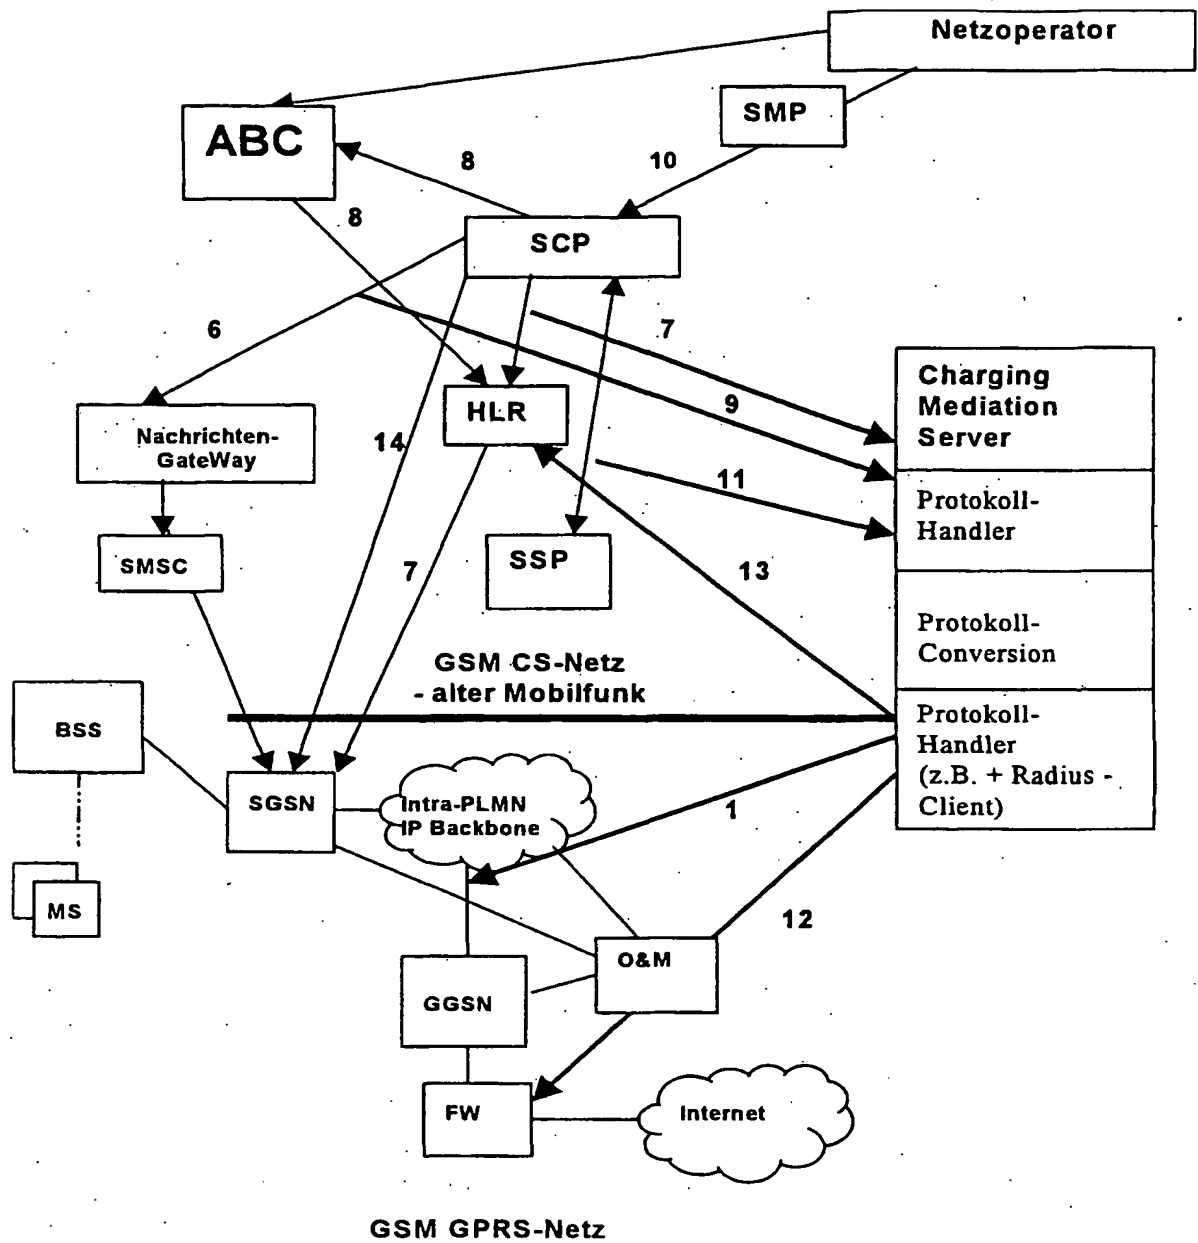 Netzoperator
SMP
ABC
8
10
8
SCP
6
7
Charging
Mediation
Server
HLR
9
Nachrichten-
GateWay
14
11
Protokoll-
Handler
SMSC
SSP
7
13
Protokoll-
Conversion
GSM CS-Netz
- alter Mobilfunk
BSS
Protokoll-
Handler
(z.B. + Radius -
Client)
SGSN
Intra-PLMN
IP Backbone
1
MS
12
O&M
GGSN
FW
Internet
GSM GPRS-Netz